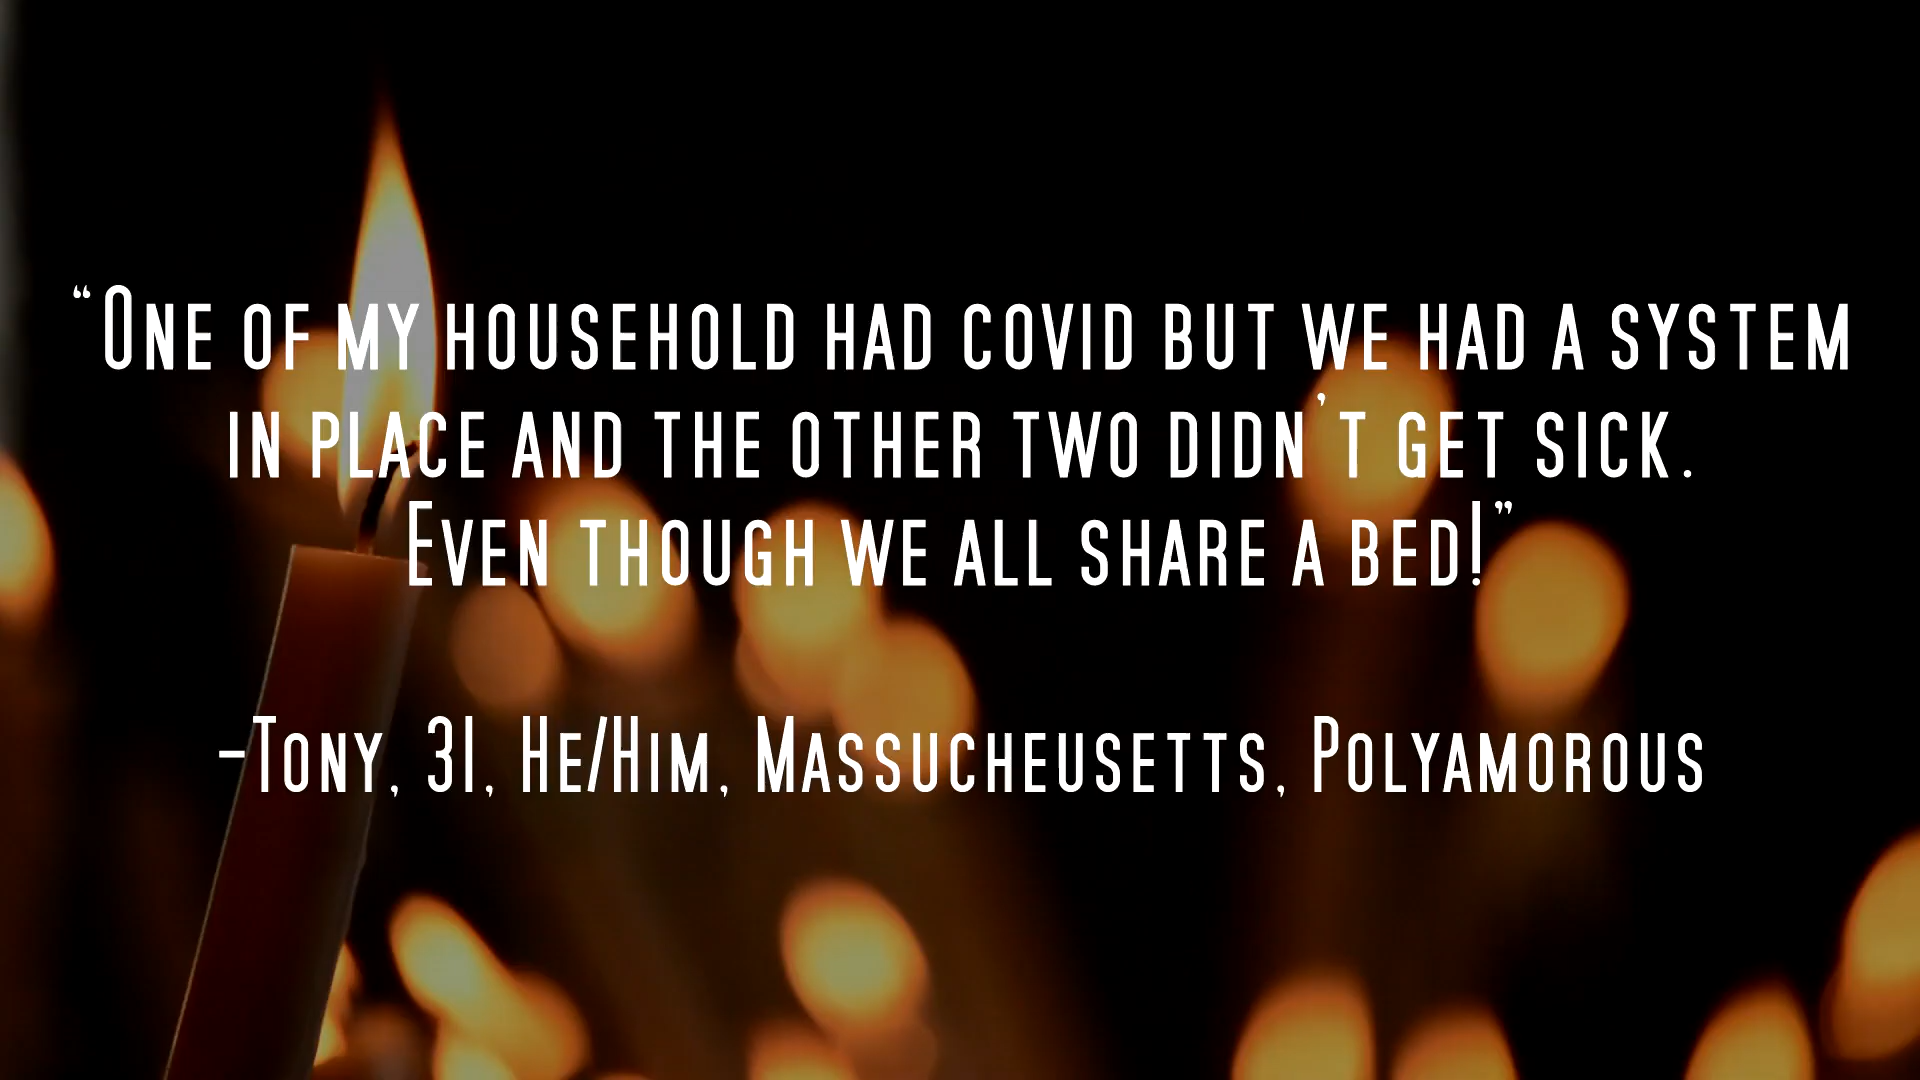 “One of my household had covid but we had a system
in place and the other two didn't get sick.
Even though we all share a bed!”
-Tony, 31, He/Him, Massucheusetts, Polyamorous